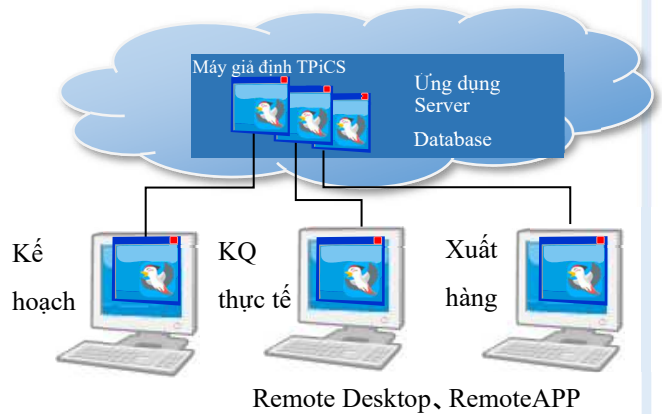 Máy giả định TPiCS
Ứng dụng
Server
Database
Kế
hoạch
KQ
thực tế
Xuất
hàng
Remote Desktop、RemoteAPP